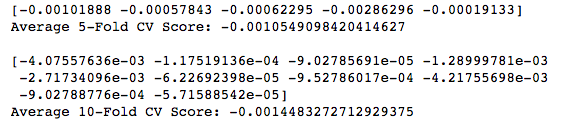 [-0.00101888 -0.00057843 -0.00062295 -0.00286296 -0.00019133]
Average 5-Fold CV Score: -0.0010549098420414627
[-4.07557636e-03 -1.17519136e-04 -9.02785691e-05 -1.28999781e-03
-2.71734096e-03 -6.22692398e-05 -9.52786017e-04 -4.21755698e-03
-9.02788776e-04 -5.71588542e-05]
Average 10-Fold CV Score: -0.0014483272712929375